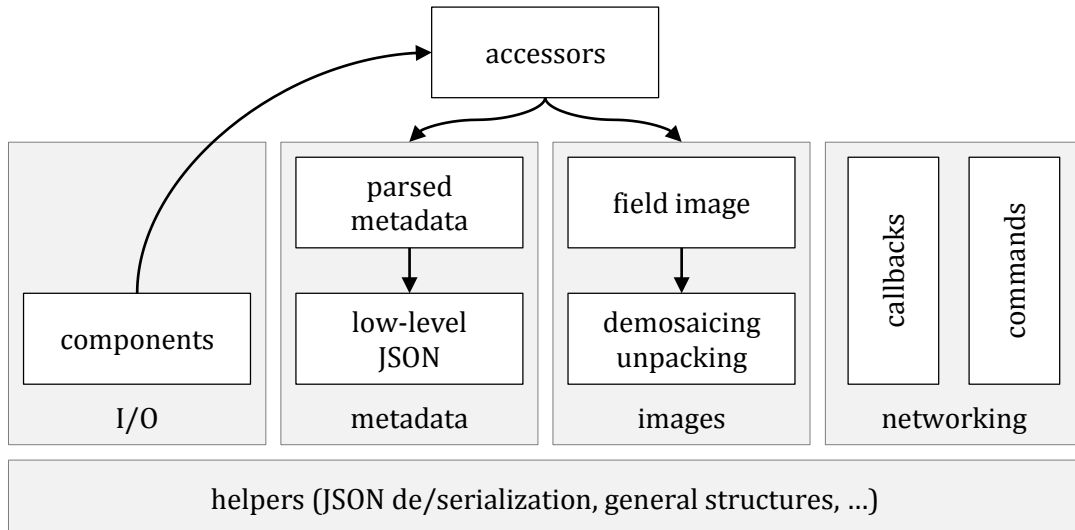 accessors
parsed
metadata
field image
callbacks
commands
components
low-level
JSON
demosaicing
unpacking
I/O
metadata
images
networking
helpers (JSON de/serialization, general structures, …)